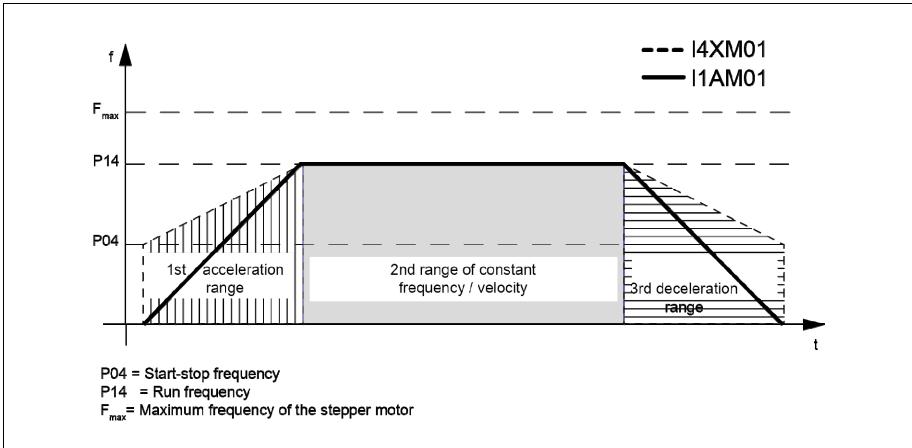 f
I4XM01
I1AM01
Fmax
P14
P04
1st acceleration
range
2nd range of constant
frequency / velocity
3rd deceleration
range
t
P04 = Start-stop frequency
P14 = Run frequency
Fmax= Maximum frequency of the stepper motor